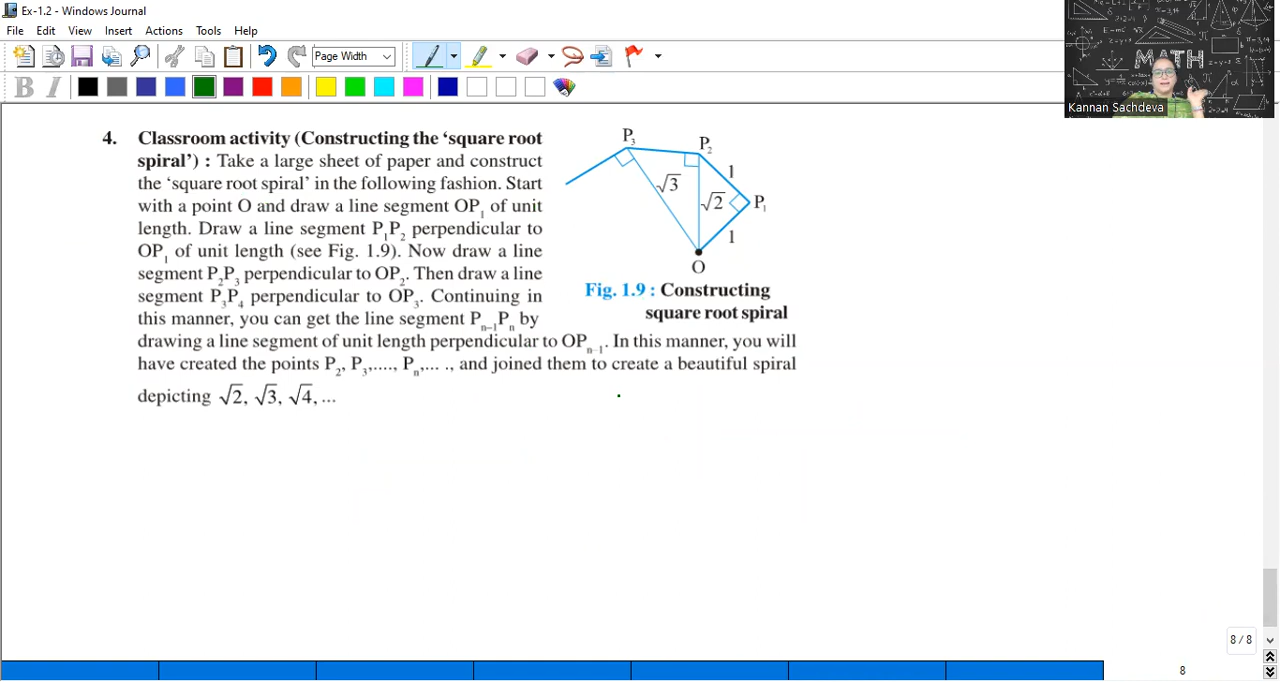 Ex-1.2 - Windows Journal
File Edit View Insert Actions Tools Help
Page Width
B I
MATH
Kannan Sachdeva
4. Classroom activity (Constructing the ‘square root
spiral’) : Take a large sheet of paper and construct
the ‘square root spiral’ in the following fashion. Start
with a point O and draw a line segment OP₁ of unit
length. Draw a line segment P₁P₂ perpendicular to
OP₁ of unit length (see Fig. 1.9). Now draw a line
segment P₂P₃ perpendicular to OP₂. Then draw a line
segment P₃P₄ perpendicular to OP₃. Continuing in
this manner, you can get the line segment Pₙ₋₁Pₙ by
drawing a line segment of unit length perpendicular to OPₙ₋₁. In this manner, you will
have created the points P₂, P₃,...., Pₙ,... ., and joined them to create a beautiful spiral
depicting √2, √3, √4, ...
P₃
P₂
1
√3
√2
P₁
1
O
Fig. 1.9 : Constructing
square root spiral
8 / 8
8